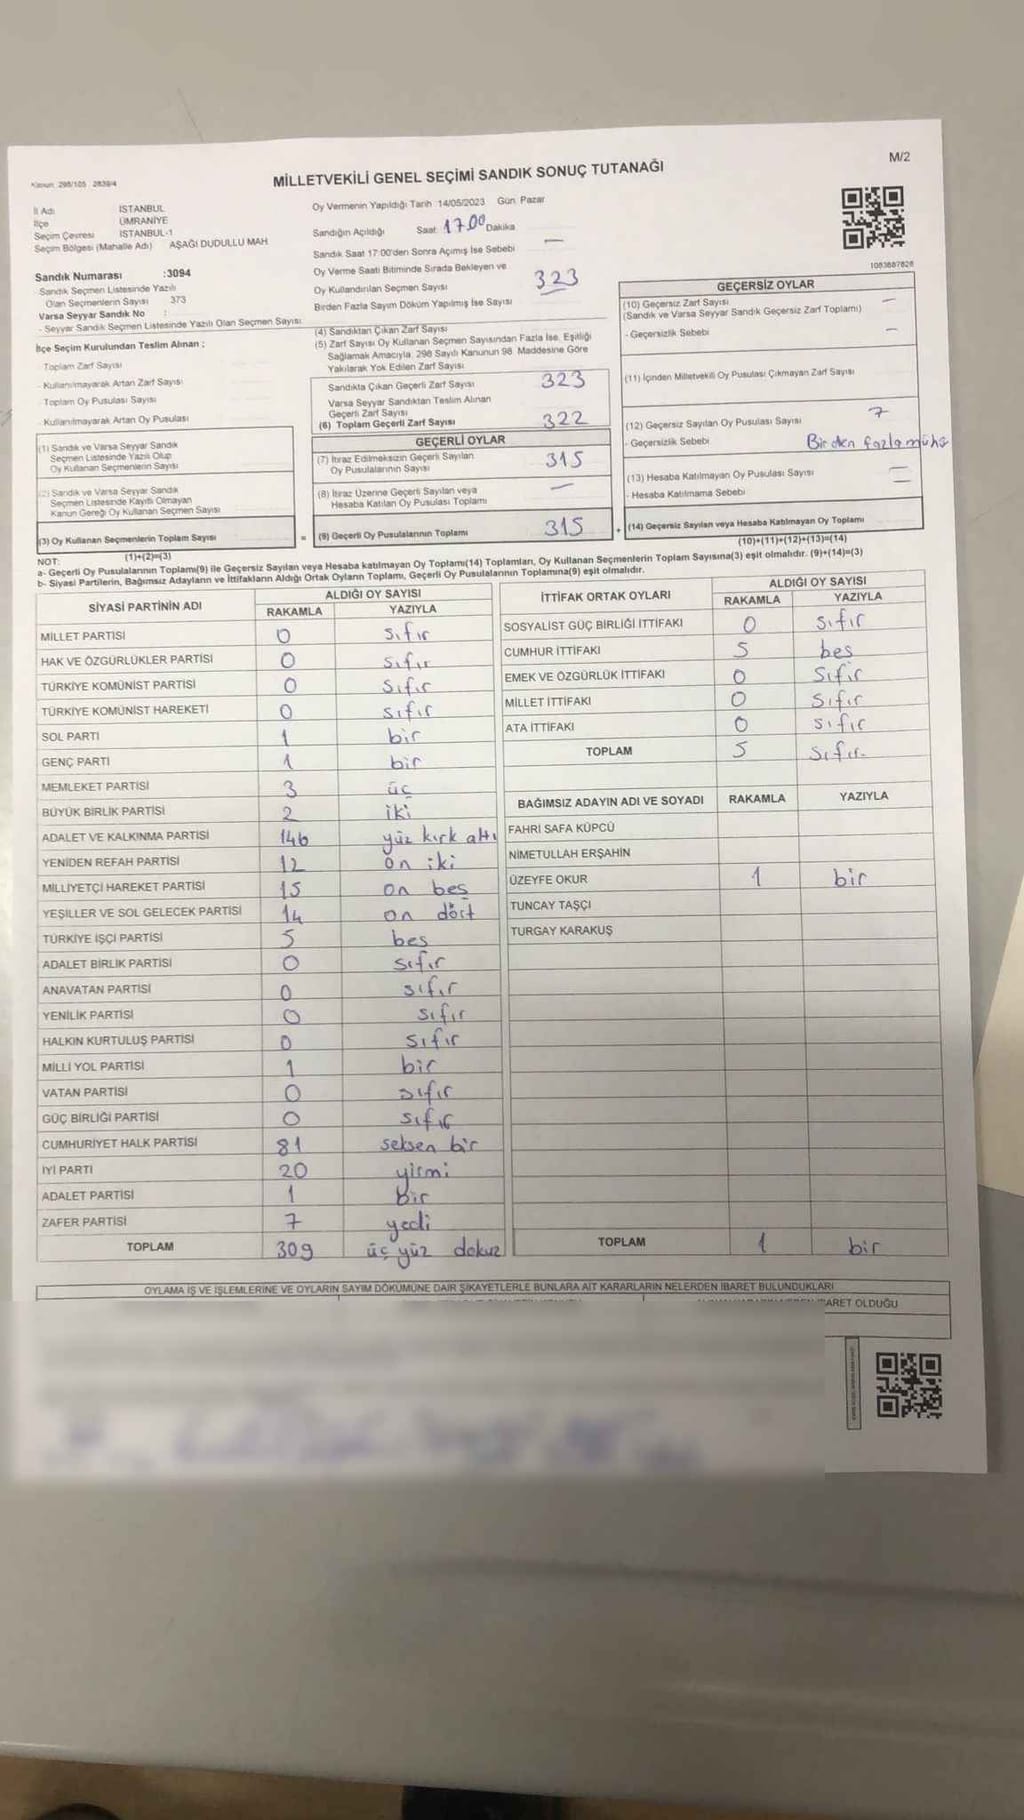 M/2
Kanun: 298/105 2839/4
MİLLETVEKİLİ GENEL SEÇİMİ SANDIK SONUÇ TUTANAĞI
İl Adı İSTANBUL
İlçe ÜMRANİYE
Seçim Çevresi İSTANBUL-1
Seçim Bölgesi (Mahalle Adı) AŞAĞI DUDULLU MAH
Sandık Numarası :3094
Sandık Seçmen Listesinde Yazılı
Olan Seçmenlerin Sayısı 373
Varsa Seyyar Sandık No :
- Seyyar Sandık Seçmen Listesinde Yazılı Olan Seçmen Sayısı
İlçe Seçim Kurulundan Teslim Alınan ;
Toplam Zarf Sayısı
- Kullanılmayarak Artan Zarf Sayısı
- Toplam Oy Pusulası Sayısı
- Kullanılmayarak Artan Oy Pusulası
(1) Sandık ve Varsa Seyyar Sandık
Seçmen Listesinde Yazılı Olup
Oy Kullanan Seçmenlerin Sayısı
(2) Sandık ve Varsa Seyyar Sandık
Seçmen Listesinde Kayıtlı Olmayan
Kanun Gereği Oy Kullanan Seçmen Sayısı
(3) Oy Kullanan Seçmenlerin Toplam Sayısı
(1)+(2)=(3)
Oy Vermenin Yapıldığı Tarih :14/05/2023 Gün: Pazar
Sandığın Açıldığı Saat: 17.00 Dakika
Sandık Saat 17:00'den Sonra Açımış İse Sebebi —
Oy Verme Saati Bitiminde Sırada Bekleyen ve
Oy Kullandırılan Seçmen Sayısı 323
Birden Fazla Sayım Döküm Yapılmış İse Sayısı
(4) Sandıktan Çıkan Zarf Sayısı
(5) Zarf Sayısı Oy Kullanan Seçmen Sayısından Fazla İse, Eşitliği
Sağlamak Amacıyla, 298 Sayılı Kanunun 98. Maddesine Göre
Yakılarak Yok Edilen Zarf Sayısı
Sandıkta Çıkan Geçerli Zarf Sayısı 323
Varsa Seyyar Sandıktan Teslim Alınan
Geçerli Zarf Sayısı
(6) Toplam Geçerli Zarf Sayısı 322
GEÇERLİ OYLAR
(7) İtiraz Edilmeksizin Geçerli Sayılan
Oy Pusulalarının Sayısı 315
(8) İtiraz Üzerine Geçerli Sayılan veya
Hesaba Katılan Oy Pusulası Toplamı —
= (9) Geçerli Oy Pusulalarının Toplamı 315 +
1083687828
GEÇERSİZ OYLAR
(10) Geçersiz Zarf Sayısı —
(Sandık ve Varsa Seyyar Sandık Geçersiz Zarf Toplamı)
- Geçersizlik Sebebi —
(11) İçinden Milletvekili Oy Pusulası Çıkmayan Zarf Sayısı
(12) Geçersiz Sayılan Oy Pusulası Sayısı 7
- Geçersizlik Sebebi Birden fazla mühü
(13) Hesaba Katılmayan Oy Pusulası Sayısı —
- Hesaba Katılmama Sebebi —
(14) Geçersiz Sayılan veya Hesaba Katılmayan Oy Toplamı
(10)+(11)+(12)+(13)=(14)
NOT:
a- Geçerli Oy Pusulaların Toplamı(9) ile Geçersiz Sayılan veya Hesaba katılmayan Oy Toplamı(14) Toplamları, Oy Kullanan Seçmenlerin Toplam Sayısına(3) eşit olmalıdır. (9)+(14)=(3)
b- Siyasi Partilerin, Bağımsız Adayların ve İttifakların Aldığı Ortak Oyların Toplamı, Geçerli Oy Pusulalarının Toplamına(9) eşit olmalıdır.
SİYASİ PARTİNİN ADI ALDIĞI OY SAYISI
RAKAMLA YAZIYLA
MİLLET PARTİSİ 0 sıfır
HAK VE ÖZGÜRLÜKLER PARTİSİ 0 sıfır
TÜRKİYE KOMÜNİST PARTİSİ 0 sıfır
TÜRKİYE KOMÜNİST HAREKETİ 0 sıfır
SOL PARTİ 1 bir
GENÇ PARTİ 1 bir
MEMLEKET PARTİSİ 3 üç
BÜYÜK BİRLİK PARTİSİ 2 iki
ADALET VE KALKINMA PARTİSİ 146 yüz kırk altı
YENİDEN REFAH PARTİSİ 12 on iki
MİLLİYETÇİ HAREKET PARTİSİ 15 on beş
YEŞİLLER VE SOL GELECEK PARTİSİ 14 on dört
TÜRKİYE İŞÇİ PARTİSİ 5 beş
ADALET BİRLİK PARTİSİ 0 sıfır
ANAVATAN PARTİSİ 0 sıfır
YENİLİK PARTİSİ 0 sıfır
HALKIN KURTULUŞ PARTİSİ 0 sıfır
MİLLİ YOL PARTİSİ 1 bir
VATAN PARTİSİ 0 sıfır
GÜÇ BİRLİĞİ PARTİSİ 0 sıfır
CUMHURİYET HALK PARTİSİ 81 seksen bir
İYİ PARTİ 20 yirmi
ADALET PARTİSİ 1 bir
ZAFER PARTİSİ 7 yedi
TOPLAM 309 üç yüz dokuz
İTTİFAK ORTAK OYLARI ALDIĞI OY SAYISI
RAKAMLA YAZIYLA
SOSYALİST GÜÇ BİRLİĞİ İTTİFAKI 0 sıfır
CUMHUR İTTİFAKI 5 beş
EMEK VE ÖZGÜRLÜK İTTİFAKI 0 sıfır
MİLLET İTTİFAKI 0 sıfır
ATA İTTİFAKI 0 sıfır
TOPLAM 5 sıfır
BAĞIMSIZ ADAYIN ADI VE SOYADI RAKAMLA YAZIYLA
FAHRİ SAFA KÜPCÜ
NİMETULLAH ERŞAHİN
ÜZEYFE OKUR 1 bir
TUNCAY TAŞÇI
TURGAY KARAKUŞ
TOPLAM 1 bir
OYLAMA İŞ VE İŞLEMLERİNE VE OYLARIN SAYIM DÖKÜMÜNE DAİR ŞİKAYETLERLE BUNLARA AİT KARARLARIN NELERDEN İBARET BULUNDUKLARI
OLDUĞU